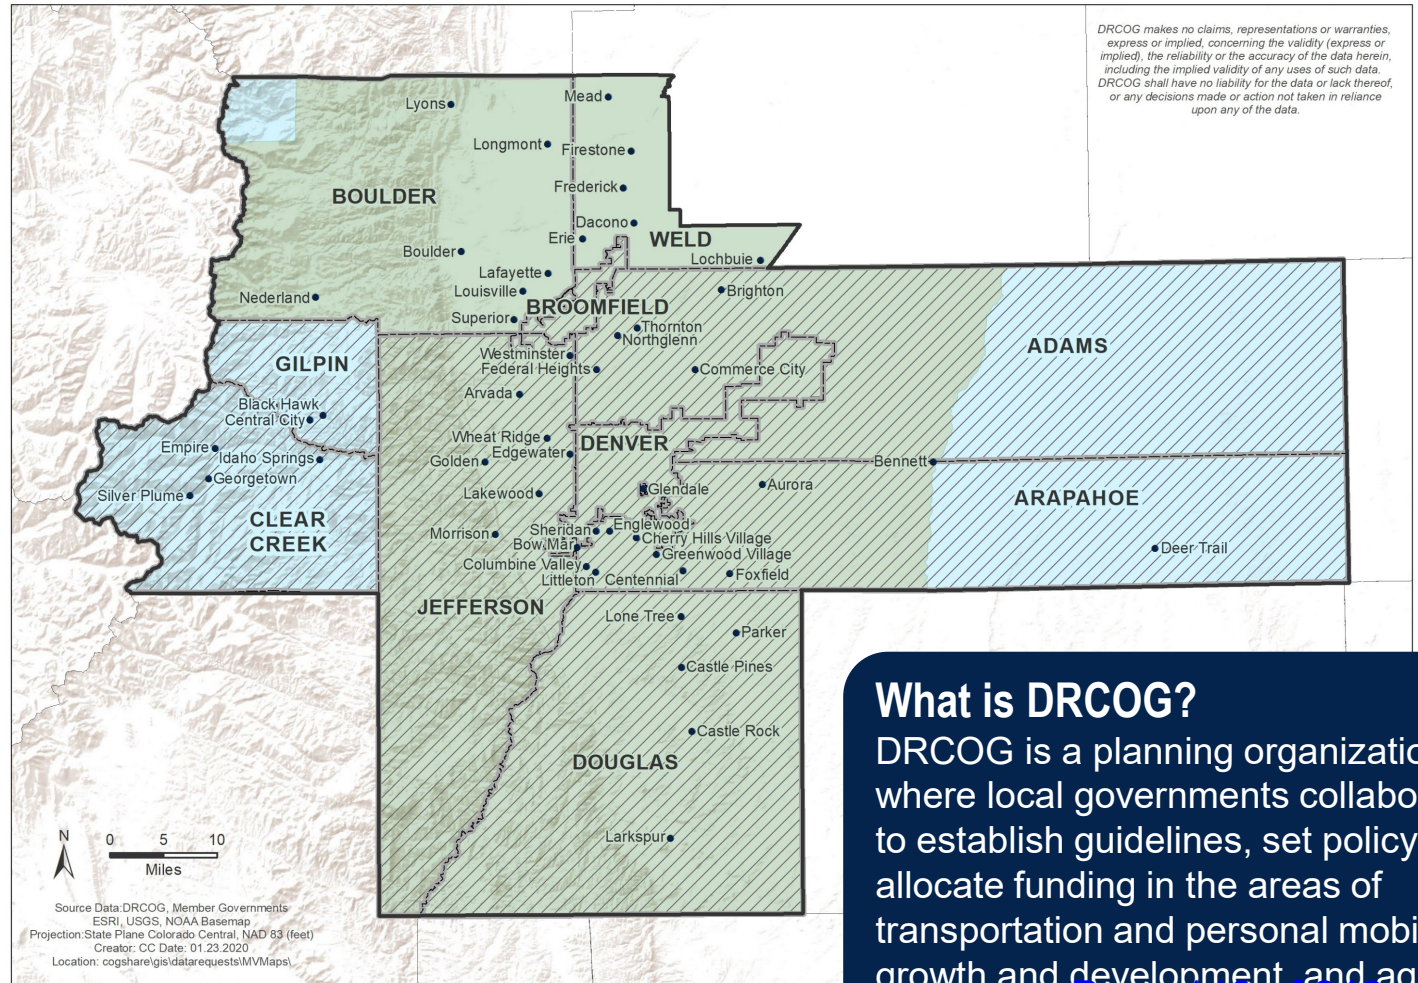 DRCOG makes no claims, representations or warranties,
express or implied, concerning the validity (express or
implied), the reliability or the accuracy of the data herein,
including the implied validity of any uses of such data.
DRCOG shall have no liability for the data or lack thereof,
or any decisions made or action not taken in reliance
upon any of the data.
Lyons
Mead
Longmont
Firestone
BOULDER
Frederick
Dacono
Erie
WELD
Boulder
Lochbuie
Lafayette
Nederland
Louisville
Brighton
BROOMFIELD
Superior
Thornton
Northglenn
ADAMS
GILPIN
Westminster
Federal Heights
Commerce City
Arvada
Black Hawk
Central City
Empire
Wheat Ridge
DENVER
Idaho Springs
Golden
Edgewater
Bennett
Georgetown
Silver Plume
Lakewood
Glendale
Aurora
ARAPAHOE
CLEAR
CREEK
Morrison
Sheridan
Englewood
Bow Mar
Cherry Hills Village
Greenwood Village
Deer Trail
Columbine Valley
Littleton
Centennial
Foxfield
JEFFERSON
Lone Tree
Parker
Castle Pines
Castle Rock
DOUGLAS
Larkspur
N
0 5 10
Miles
Source Data:DRCOG, Member Governments
ESRI, USGS, NOAA Basemap
Projection:State Plane Colorado Central, NAD 83 (feet)
Creator: CC Date: 01.23.2020
Location: cogshare\gis\datarequests\MVMaps\
What is DRCOG?
DRCOG is a planning organizatio
where local governments collabo
to establish guidelines, set policy
allocate funding in the areas of
transportation and personal mobi
growth and development, and ag